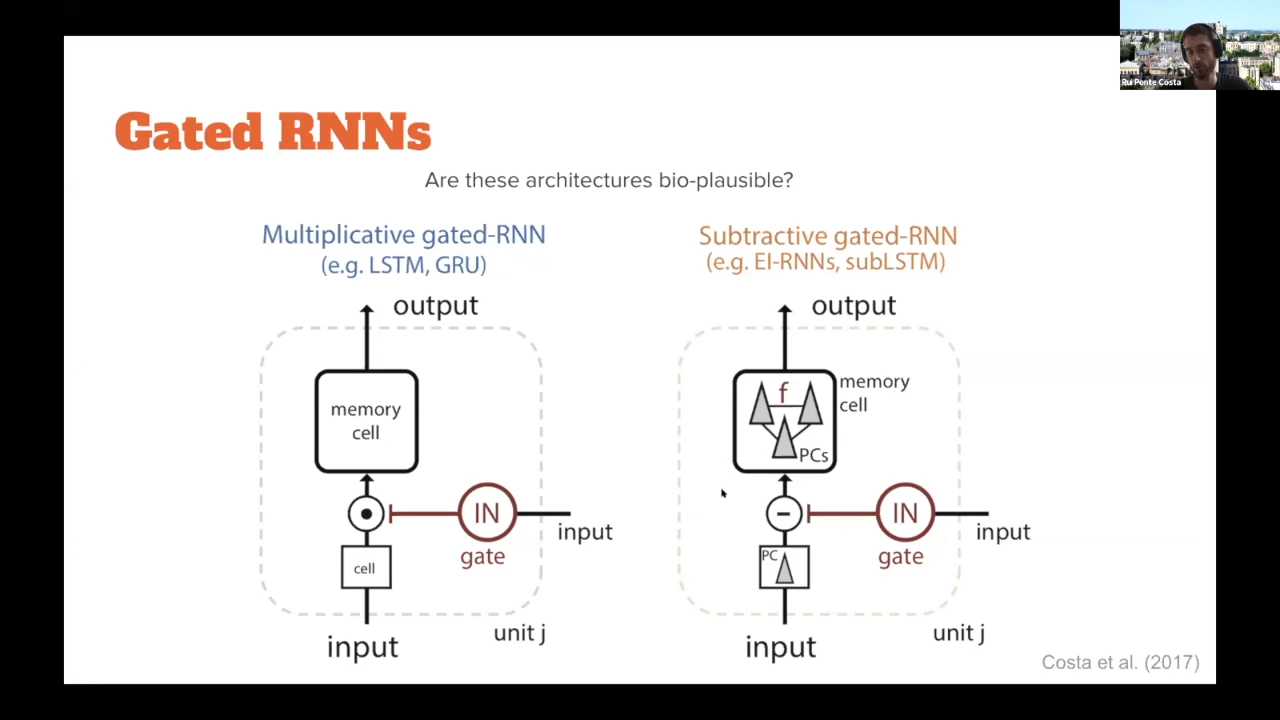 Rui Ponte Costa
Gated RNNs
Are these architectures bio-plausible?
Multiplicative gated-RNN
(e.g. LSTM, GRU)
output
memory
cell
IN
input
gate
cell
input
unit j
Subtractive gated-RNN
(e.g. EI-RNNs, subLSTM)
output
f
PCs
memory
cell
–
IN
input
gate
PC
input
unit j
Costa et al. (2017)